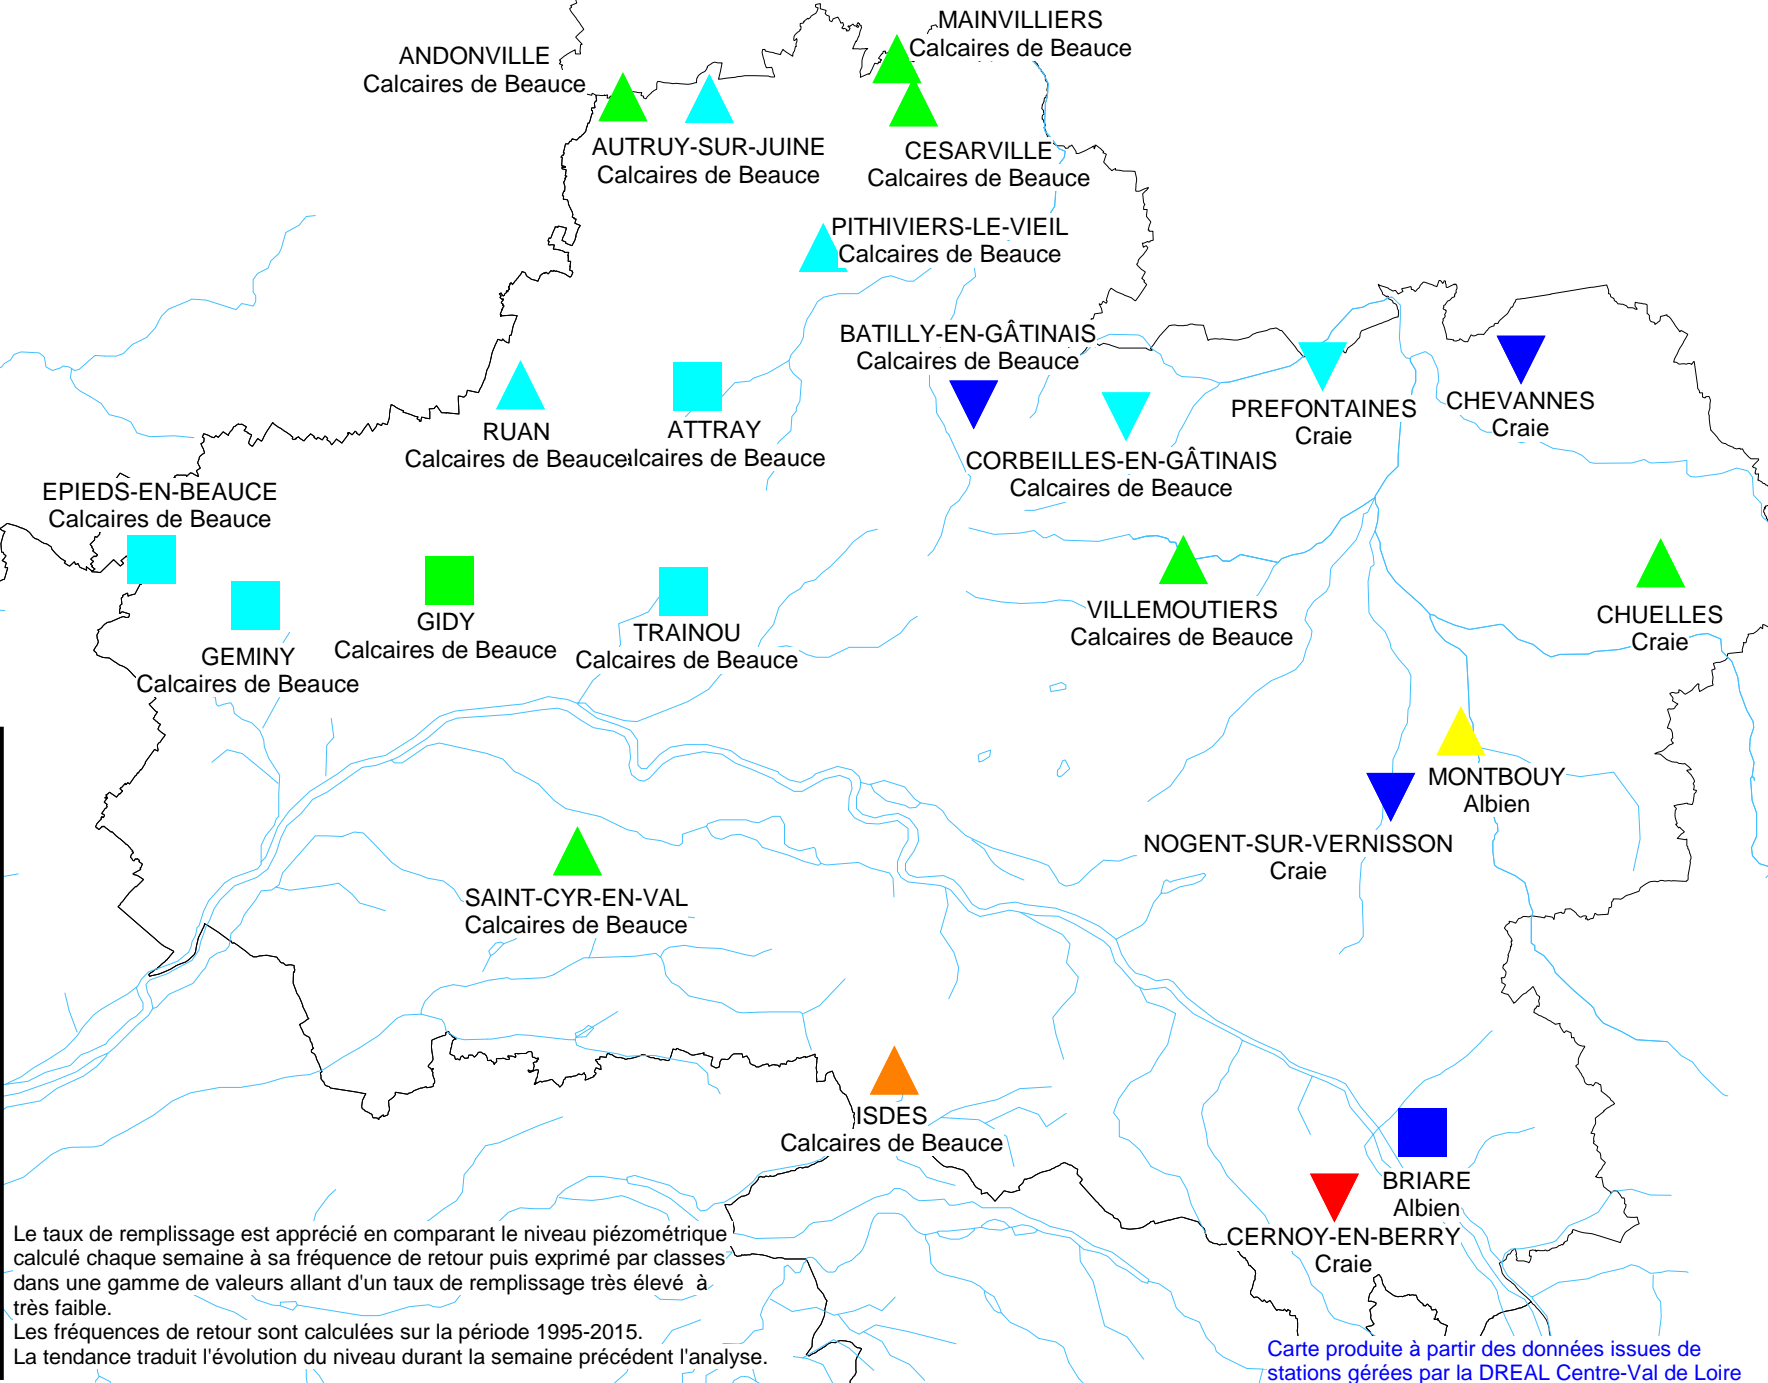 MAINVILLIERS
Calcaires de Beauce
ANDONVILLE
Calcaires de Beauce
AUTRUY-SUR-JUINE
Calcaires de Beauce
CESARVILLE
Calcaires de Beauce
PITHIVIERS-LE-VIEIL
Calcaires de Beauce
BATILLY-EN-GÂTINAIS
Calcaires de Beauce
PREFONTAINES
Craie
CHEVANNES
Craie
RUAN
Calcaires de Beauce
ATTRAY
alcaires de Beauce
CORBEILLES-EN-GÂTINAIS
Calcaires de Beauce
EPIEDS-EN-BEAUCE
Calcaires de Beauce
GIDY
Calcaires de Beauce
TRAINOU
Calcaires de Beauce
VILLEMOUTIERS
Calcaires de Beauce
CHUELLES
Craie
GEMINY
Calcaires de Beauce
MONTBOUY
Albien
NOGENT-SUR-VERNISSON
Craie
SAINT-CYR-EN-VAL
Calcaires de Beauce
ISDES
Calcaires de Beauce
BRIARE
Albien
CERNOY-EN-BERRY
Craie
Le taux de remplissage est apprécié en comparant le niveau piézométrique
calculé chaque semaine à sa fréquence de retour puis exprimé par classes
dans une gamme de valeurs allant d'un taux de remplissage très élevé à
très faible.
Les fréquences de retour sont calculées sur la période 1995-2015.
La tendance traduit l'évolution du niveau durant la semaine précédent l'analyse.
Carte produite à partir des données issues de
stations gérées par la DREAL Centre-Val de Loire